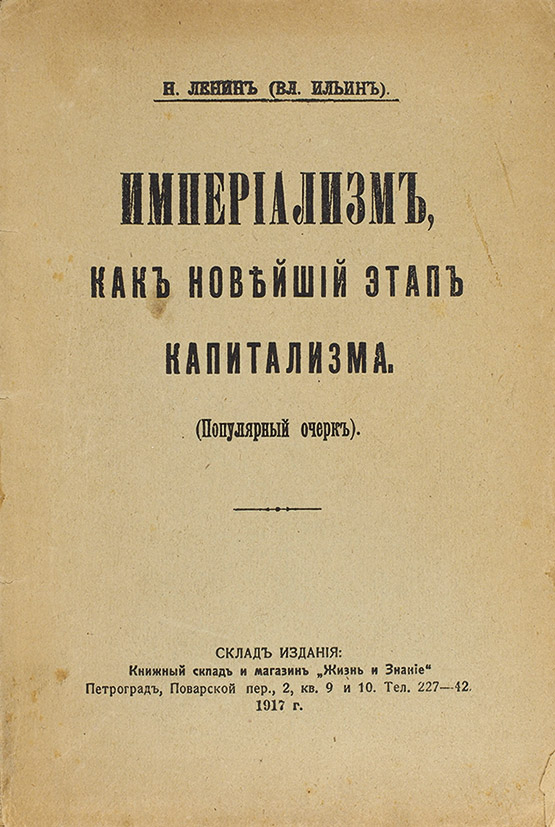 Н. ЛЕНИНЪ (ВЛ. ИЛЬИНЪ).
ИМПЕРІАЛИЗМЪ,
КАКЪ НОВѢЙШІЙ ЭТАПЪ
КАПИТАЛИЗМА.
(Популярный очеркъ).
СКЛАДЪ ИЗДАНІЯ:
Книжный складъ и магазинъ „Жизнь и Знаніе“
Петроградъ, Поварской пер., 2, кв. 9 и 10. Тел. 227—42.
1917 г.